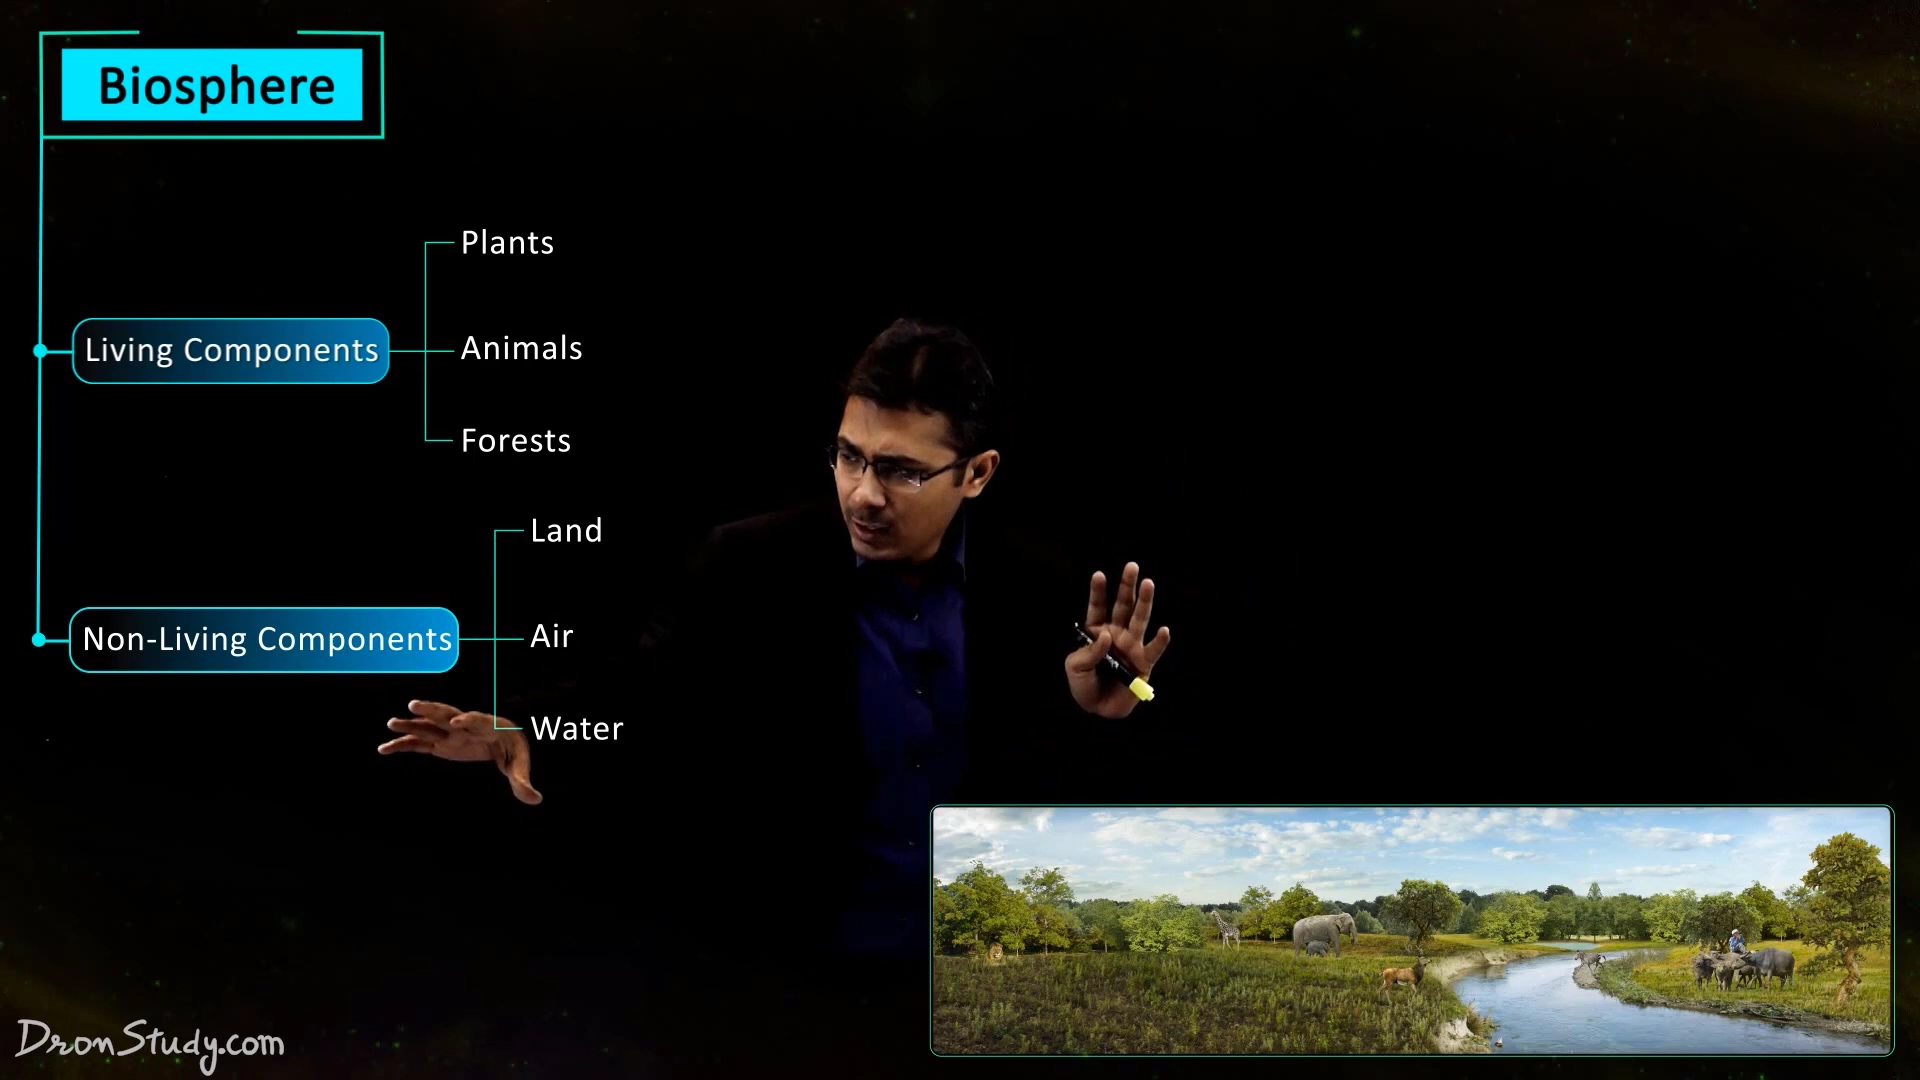 Biosphere
Living Components
Plants
Animals
Forests
Non-Living Components
Land
Air
Water
DronStudy.com